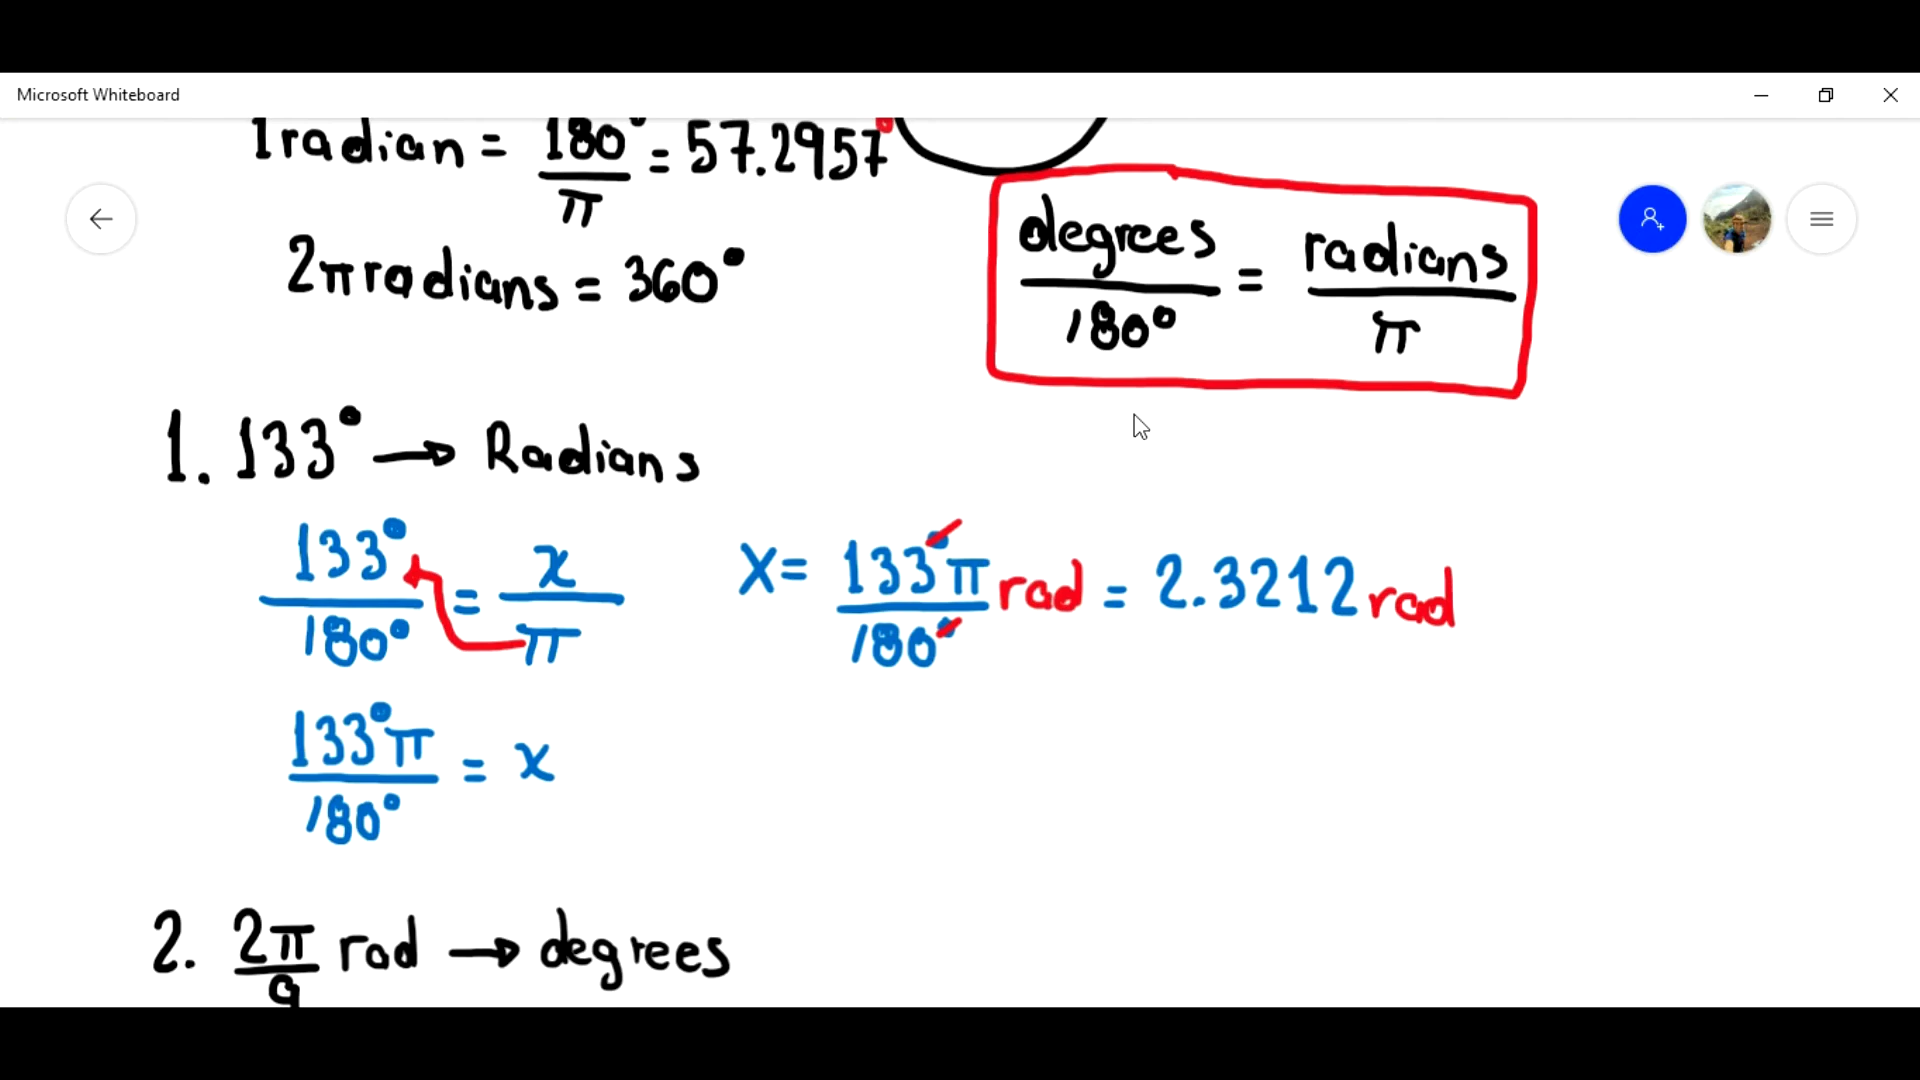 Microsoft Whiteboard
1 radian = 180°/π = 57.2957°
2π radians = 360°
degrees/180° = radians/π
1. 133° → Radians
133°/180° = x/π
x = 133°π/180° rad = 2.3212 rad
133°π/180° = x
2. 2π/9 rad → degrees